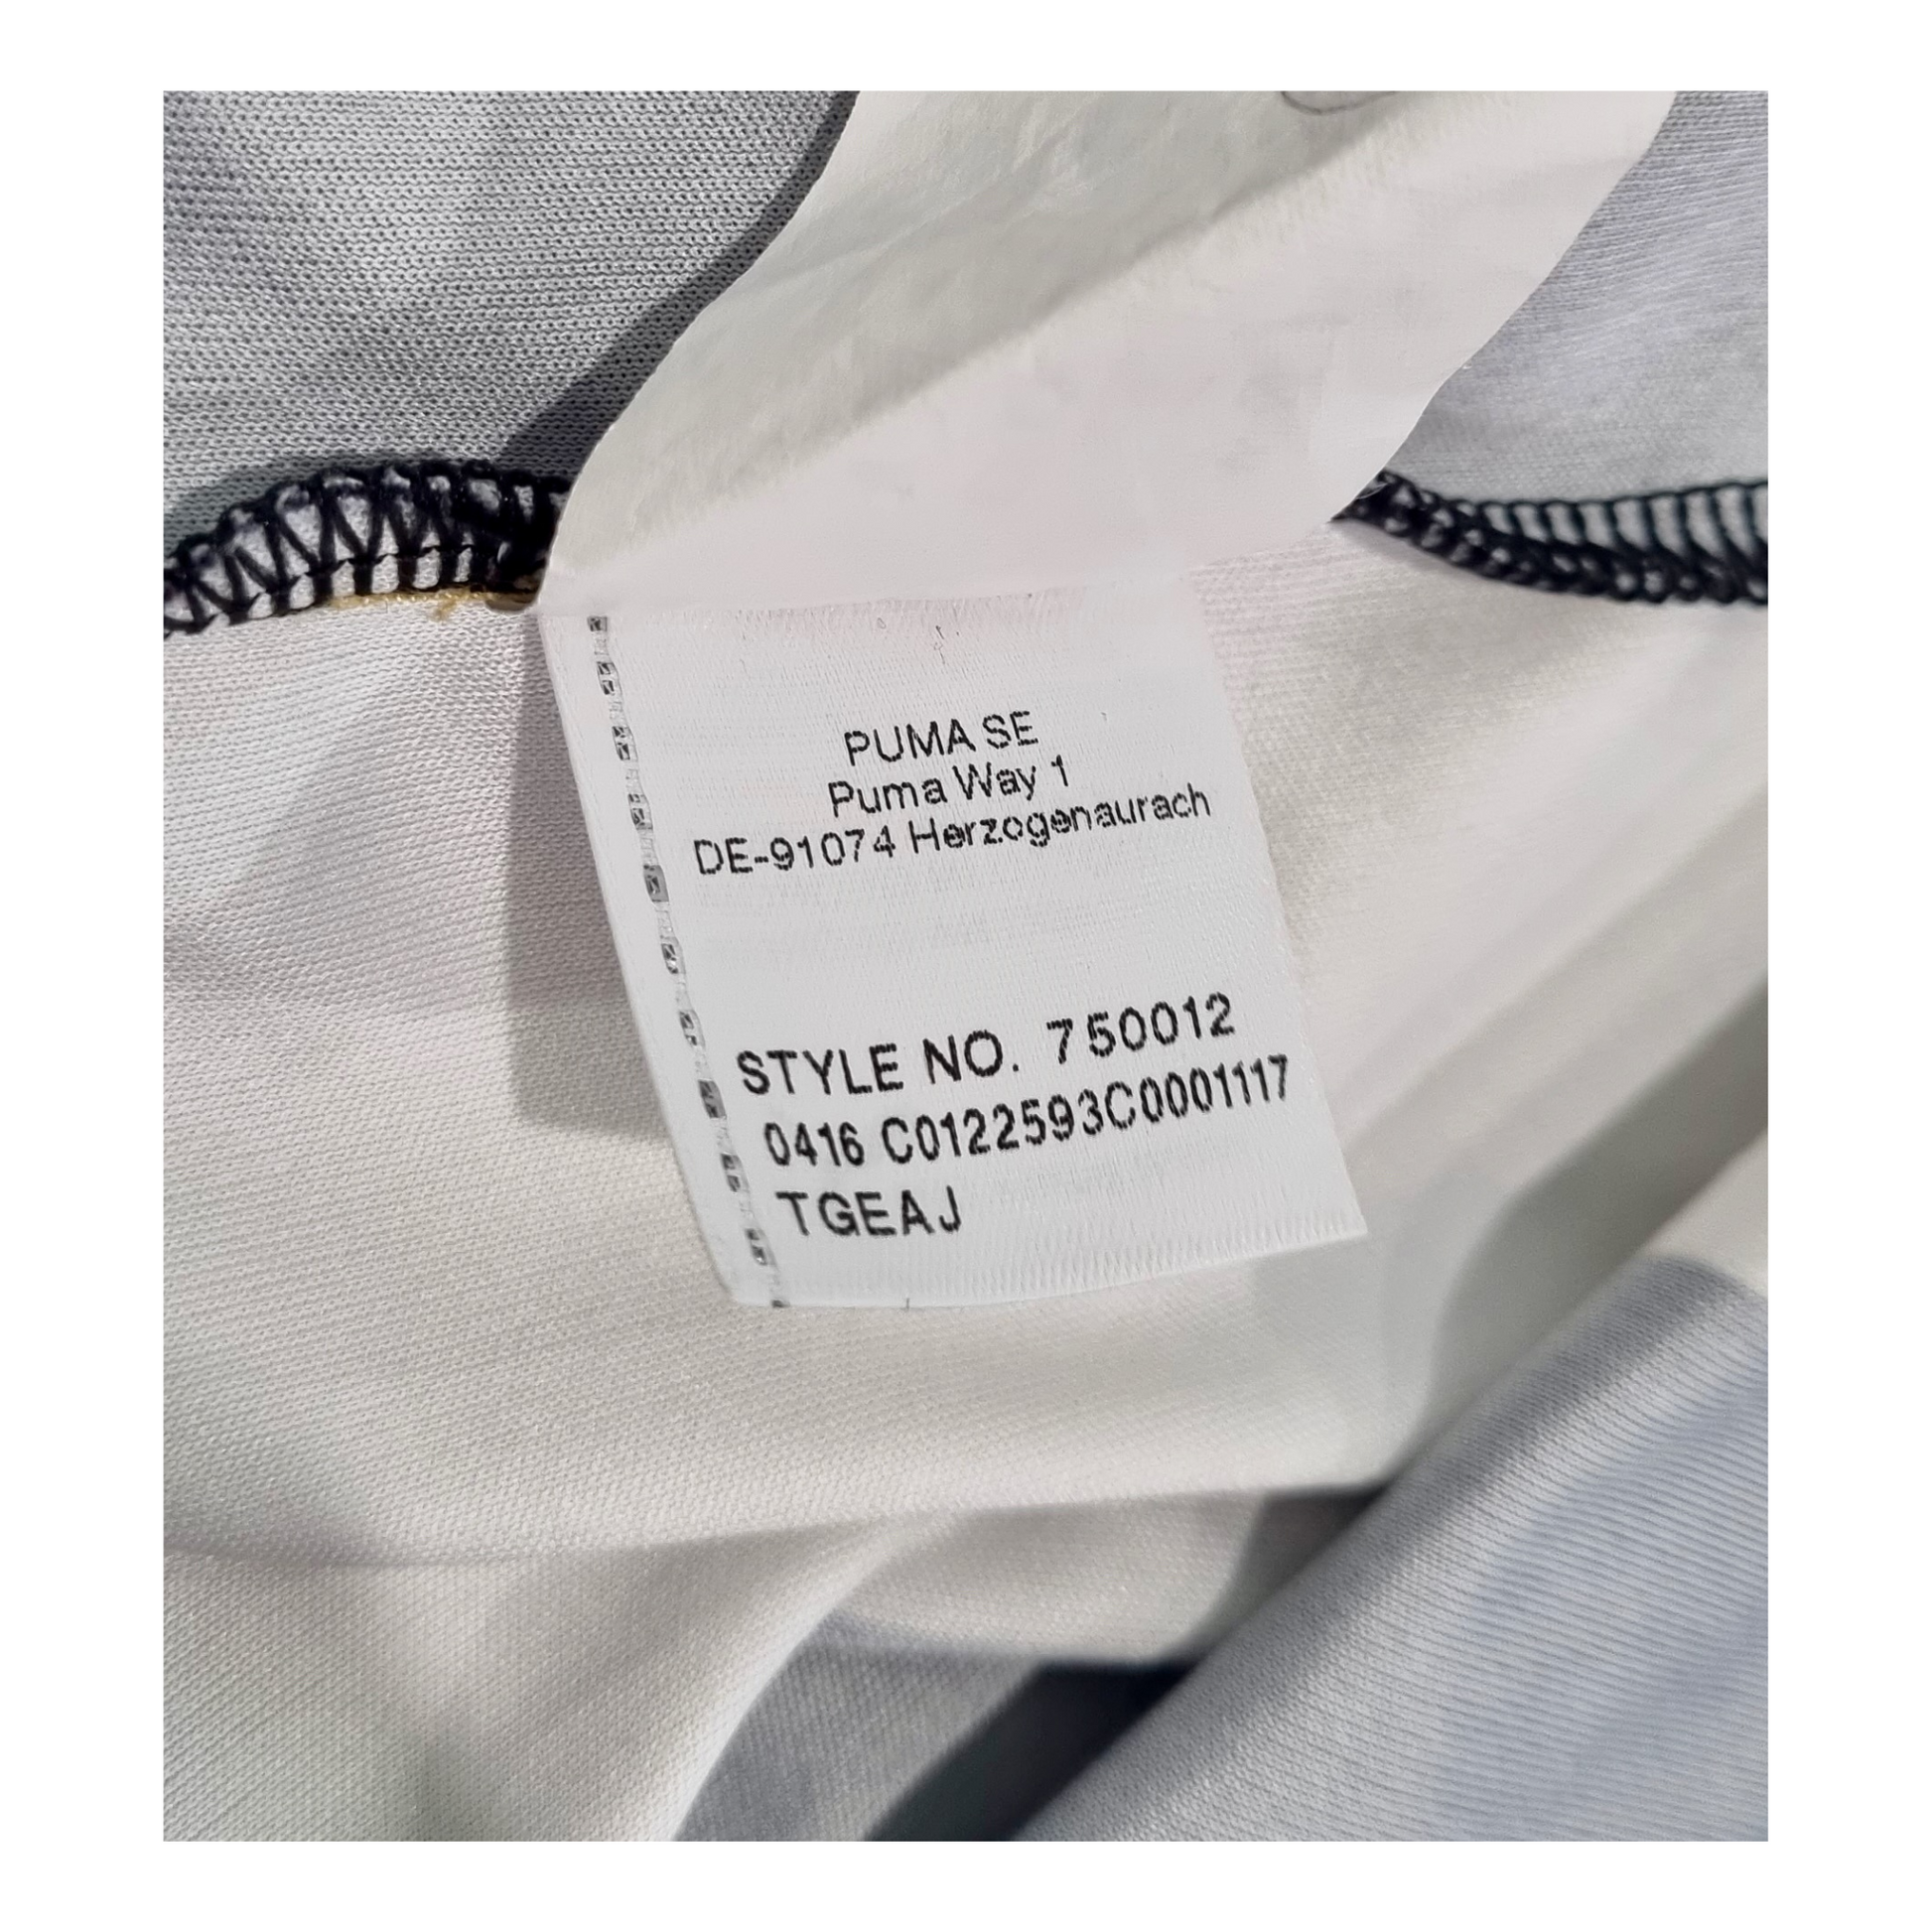 PUMA SE
Puma Way 1
DE-91074 Herzogenaurach
STYLE NO. 750012
0416 C0122593C0001117
TGEAJ